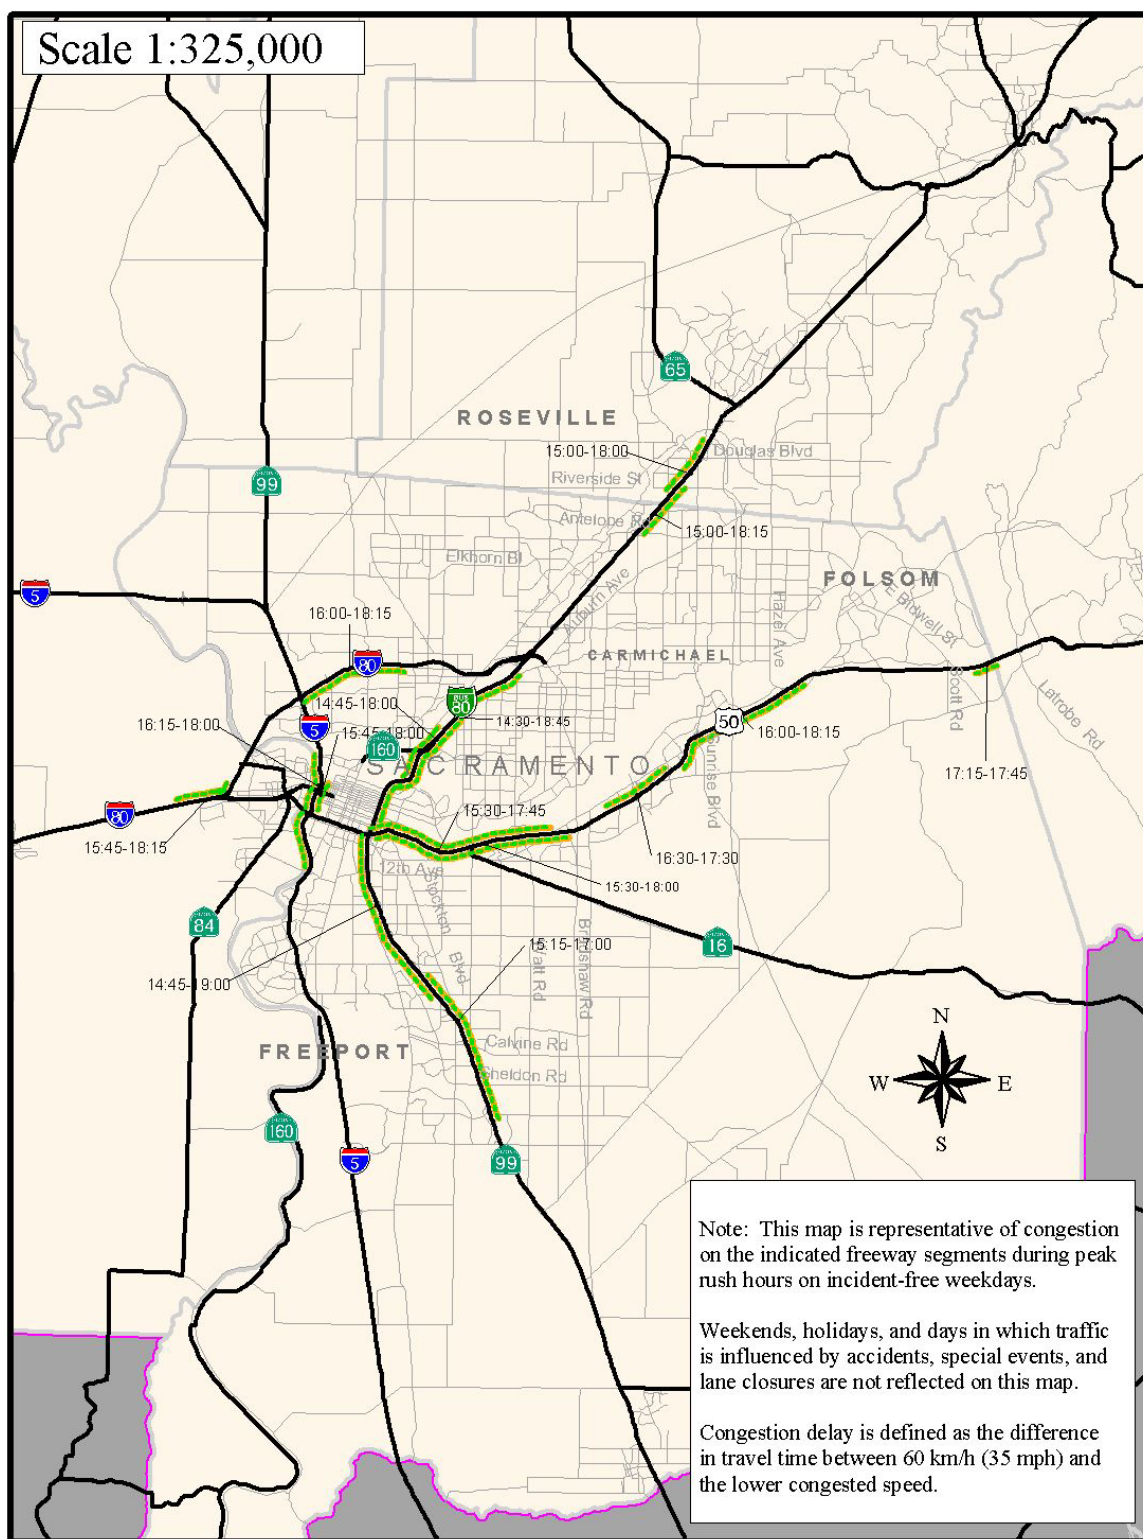 Scale 1:325,000
65
ROSEVILLE
15:00-18:00
Douglas Blvd
Riverside St
99
Antelope R
15:00-18:15
Elkhorn Bl
FOLSOM
5
Auburn Ave
Hazel Ave
E Bidwell St
16:00-18:15
CARMICHAEL
80
Scott Rd
Latrobe Rd
14:45-18:00
BUS
80
14:30-18:45
50
16:00-18:15
17:15-17:45
16:15-18:00
5
15:45-18:00
160
SACRAMENTO
Sunrise Blvd
80
15:30-17:45
15:45-18:15
16:30-17:30
12th Ave
15:30-18:00
Stockton Blvd
84
16
15:15-17:00
Watt Rd
Bradshaw Rd
14:45-19:00
N
FREEPORT
Calvine Rd
Sheldon Rd
W
E
160
S
5
99
Note: This map is representative of congestion
on the indicated freeway segments during peak
rush hours on incident-free weekdays.
Weekends, holidays, and days in which traffic
is influenced by accidents, special events, and
lane closures are not reflected on this map.
Congestion delay is defined as the difference
in travel time between 60 km/h (35 mph) and
the lower congested speed.